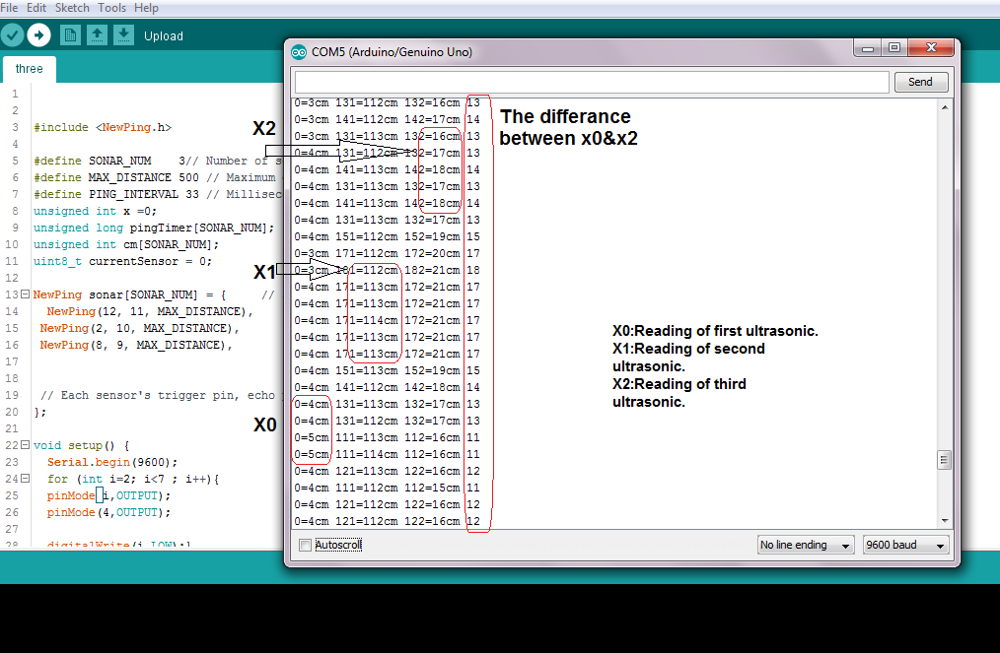 File Edit Sketch Tools Help
Upload
three
1
2
3 #include <NewPing.h>
4
5 #define SONAR_NUM 3// Number of s
6 #define MAX_DISTANCE 500 // Maximum
7 #define PING_INTERVAL 33 // Millisec
8 unsigned int x =0;
9 unsigned long pingTimer[SONAR_NUM];
10 unsigned int cm[SONAR_NUM];
11 uint8_t currentSensor = 0;
12
13 NewPing sonar[SONAR_NUM] = { //
14 NewPing(12, 11, MAX_DISTANCE),
15 NewPing(2, 10, MAX_DISTANCE),
16 NewPing(8, 9, MAX_DISTANCE),
17
18
19 // Each sensor's trigger pin, echo
20 };
21
22 void setup() {
23 Serial.begin(9600);
24 for (int i=2; i<7 ; i++){
25 pinMode(i,OUTPUT);
26 pinMode(4,OUTPUT);
27
28 digitalWrite(i,LOW);}
X2
X1
X0
COM5 (Arduino/Genuino Uno)
Send
0=3cm 131=112cm 132=16cm 13
0=3cm 141=112cm 142=17cm 14
0=3cm 131=113cm 132=16cm 13
0=4cm 131=112cm 132=17cm 13
0=4cm 141=113cm 142=18cm 14
0=4cm 131=113cm 132=17cm 13
0=4cm 141=113cm 142=18cm 14
0=4cm 131=113cm 132=17cm 13
0=4cm 151=112cm 152=19cm 15
0=3cm 171=112cm 172=20cm 17
0=3cm 181=112cm 182=21cm 18
0=4cm 171=113cm 172=21cm 17
0=4cm 171=113cm 172=21cm 17
0=4cm 171=114cm 172=21cm 17
0=4cm 171=113cm 172=21cm 17
0=4cm 171=113cm 172=21cm 17
0=4cm 151=113cm 152=19cm 15
0=4cm 141=112cm 142=18cm 14
0=4cm 131=113cm 132=17cm 13
0=4cm 131=112cm 132=17cm 13
0=5cm 111=113cm 112=16cm 11
0=5cm 111=114cm 112=16cm 11
0=4cm 121=113cm 122=16cm 12
0=4cm 111=112cm 112=15cm 11
0=4cm 121=112cm 122=16cm 12
0=4cm 121=112cm 122=16cm 12
The differance
between x0&x2
X0:Reading of first ultrasonic.
X1:Reading of second
ultrasonic.
X2:Reading of third
ultrasonic.
Autoscroll
No line ending
9600 baud